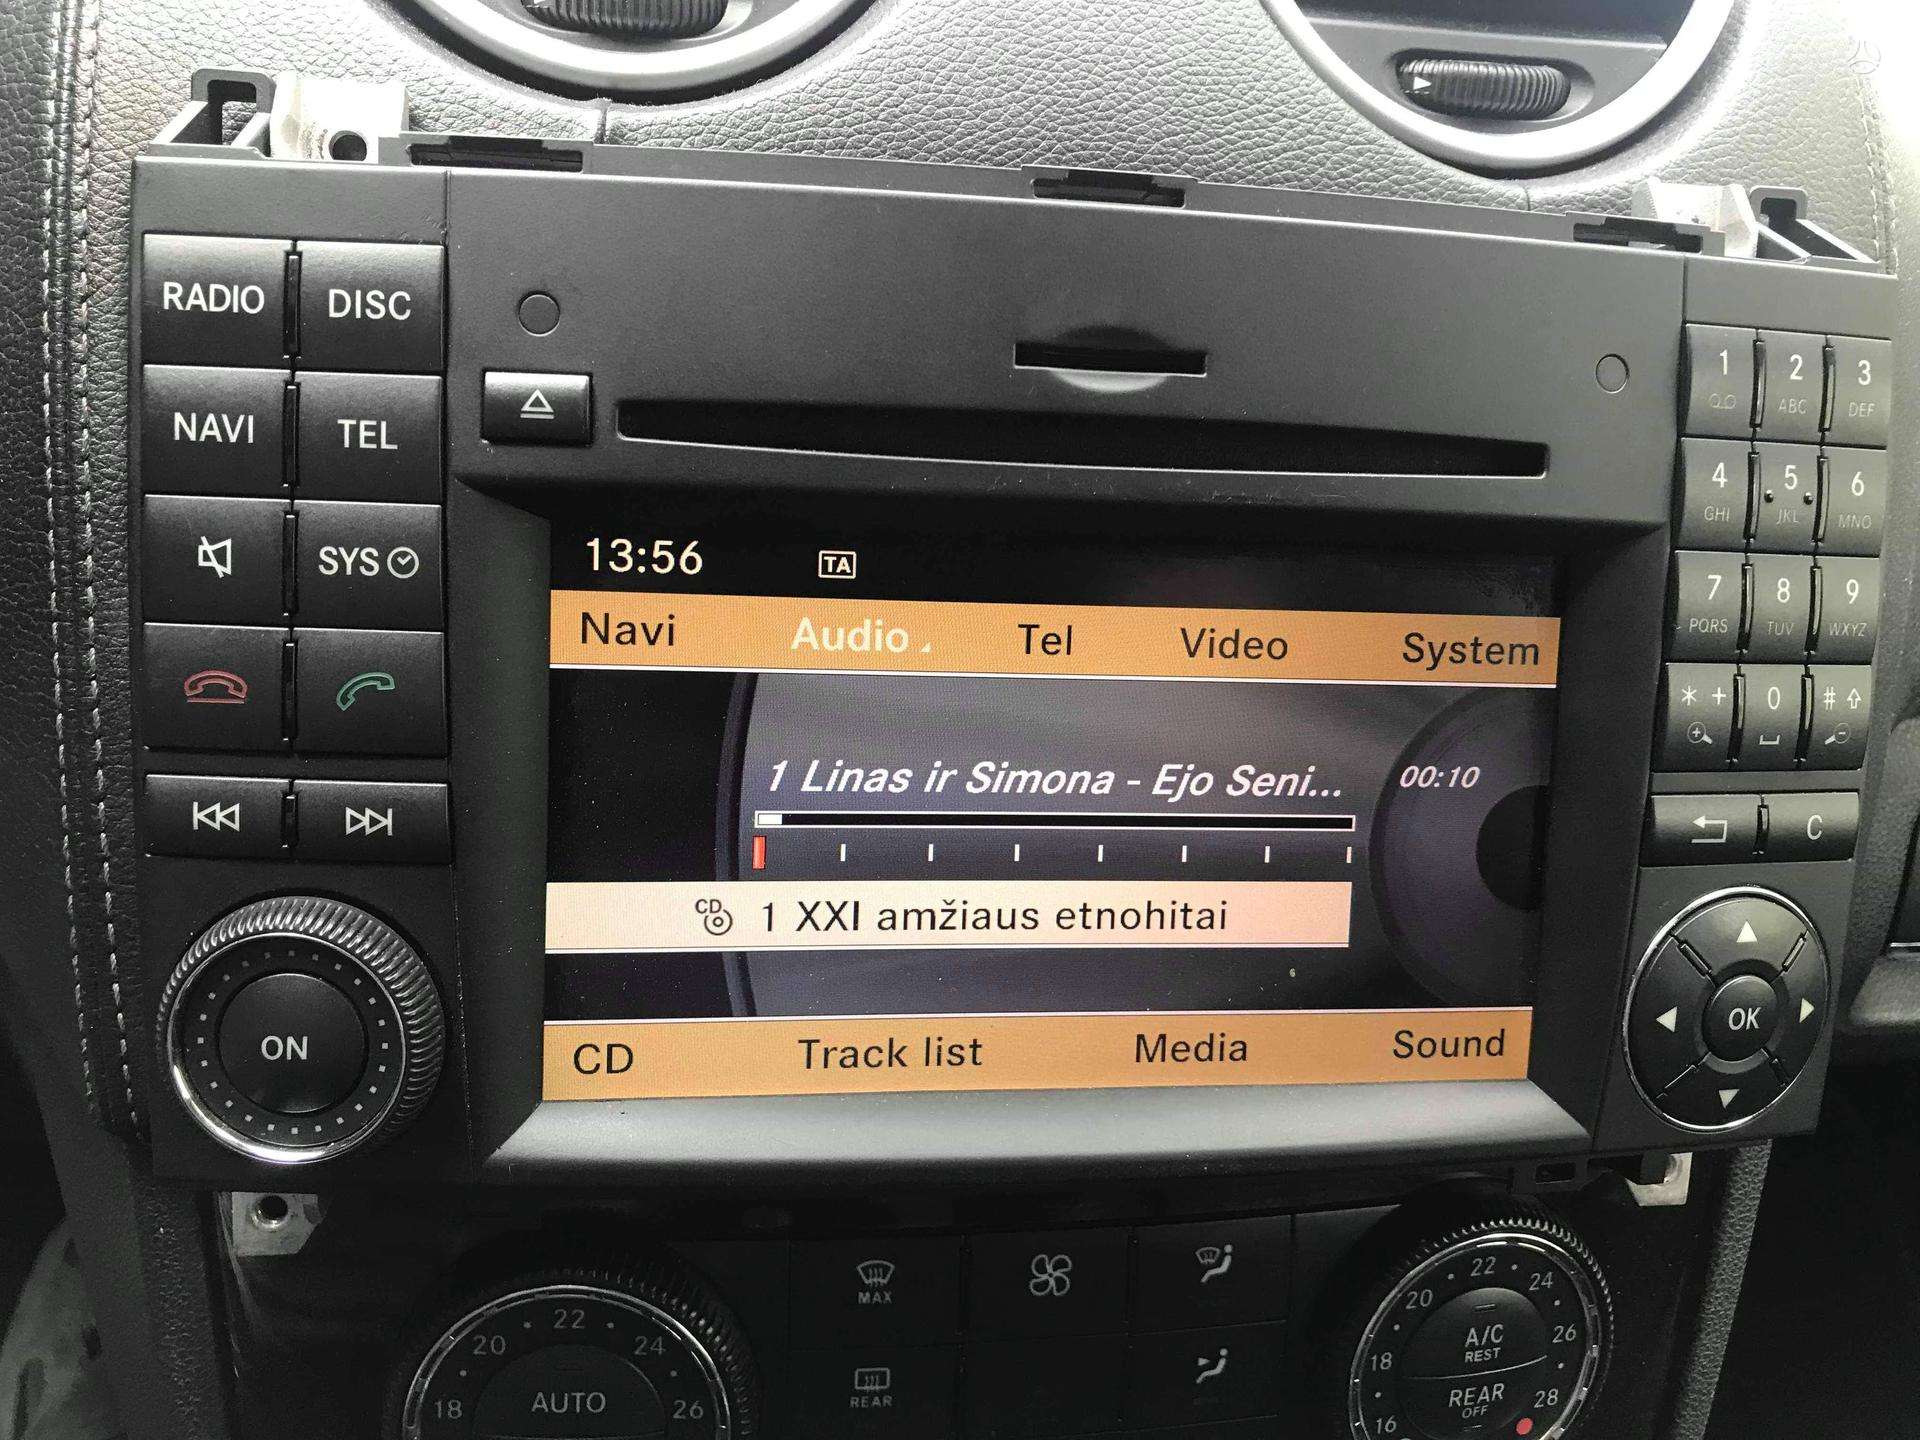 RADIO DISC
NAVI TEL
SYS
ON
1 2 ABC 3 DEF
4 GHI 5 JKL 6 MNO
7 PQRS 8 TUV 9 WXYZ
* + 0 #
C
OK
13:56 TA
Navi Audio Tel Video System
1 Linas ir Simona - Ejo Seni... 00:10
CD 1 XXI amžiaus etnohitai
CD Track list Media Sound
MAX
REAR
18 20 22 24 26
AUTO
16 18 20 22 24 26 28
A/C
REST
REAR
OFF